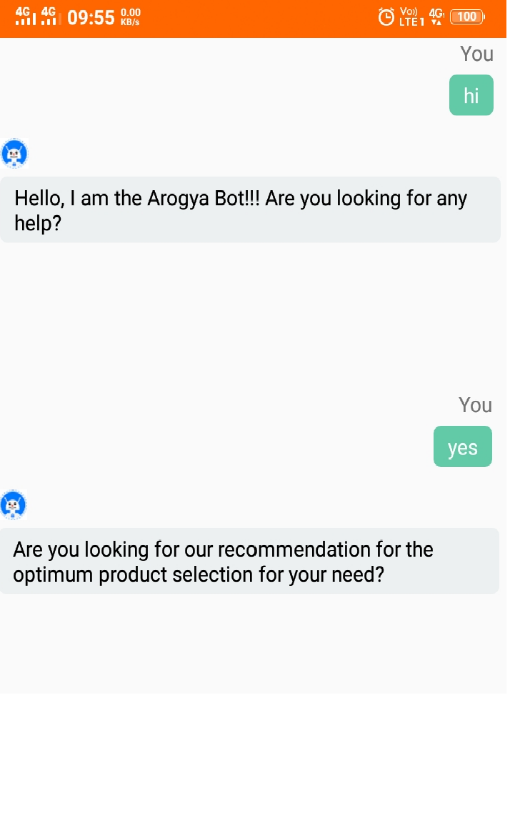 4G 4G 09:55 0.00 KB/s VoI) LTE1 4G 100
You
hi
Hello, I am the Arogya Bot!!! Are you looking for any
help?
You
yes
Are you looking for our recommendation for the
optimum product selection for your need?